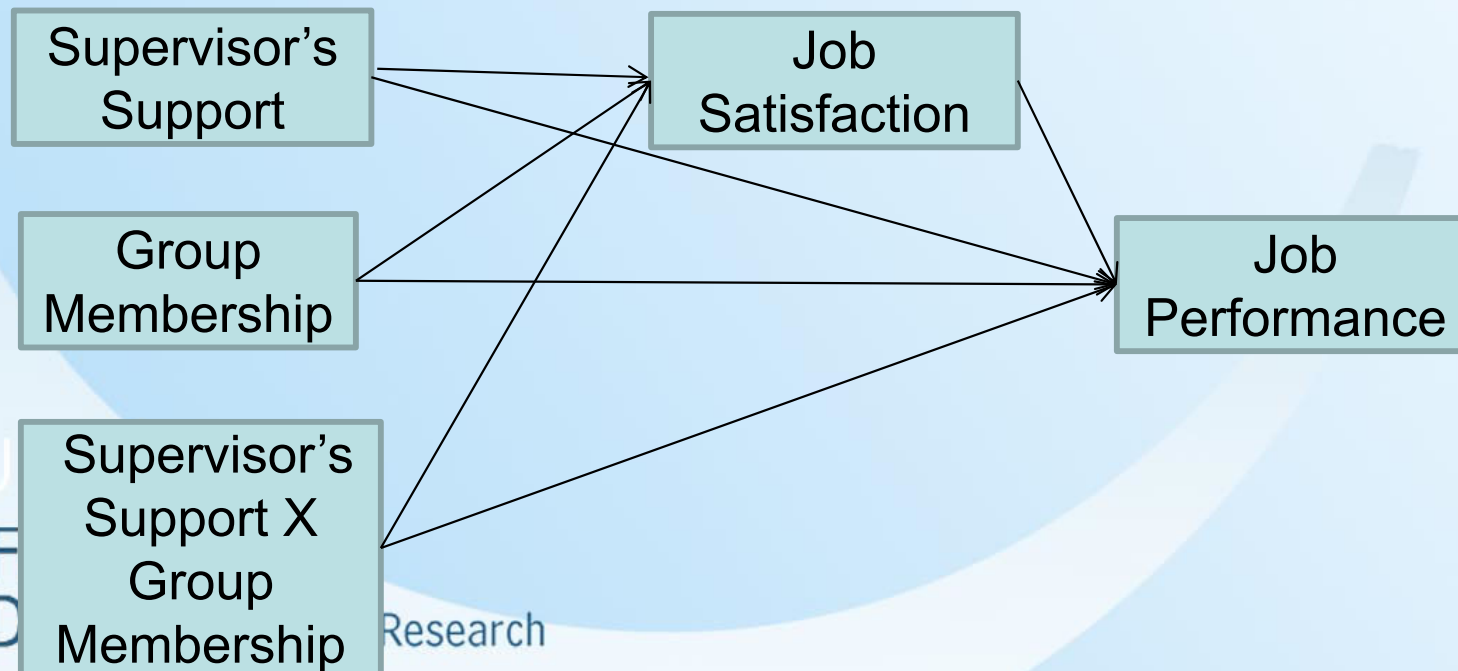 Supervisor’s
Support
Job
Satisfaction
Group
Membership
Job
Performance
Supervisor’s
Support X
Group
Membership
Research